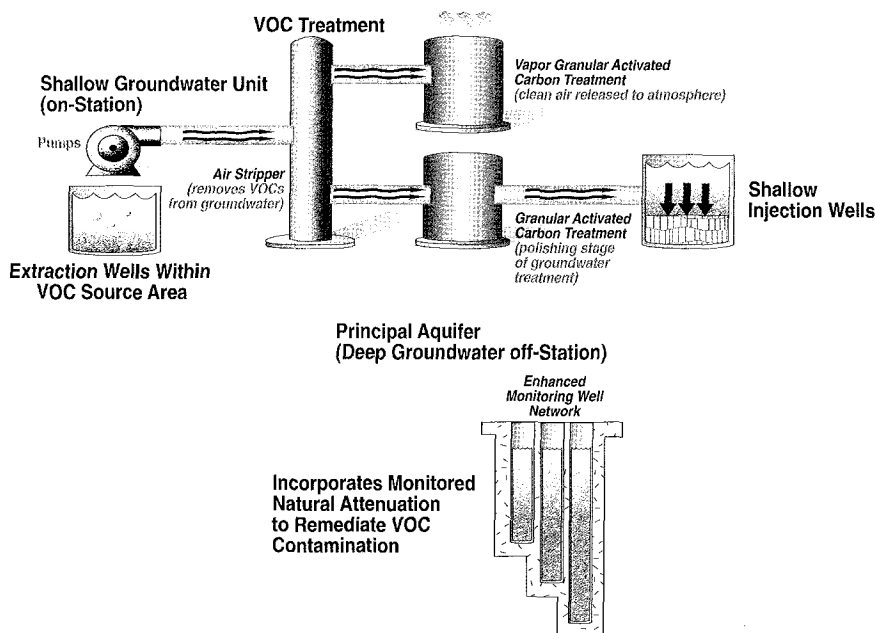 VOC Treatment
Shallow Groundwater Unit
(on-Station)
Pumps
Vapor Granular Activated
Carbon Treatment
(clean air released to atmosphere)
Air Stripper
(removes VOCs
from groundwater)
Extraction Wells Within
VOC Source Area
Granular Activated
Carbon Treatment
(polishing stage
of groundwater
treatment)
Shallow
Injection Wells
Principal Aquifer
(Deep Groundwater off-Station)
Enhanced
Monitoring Well
Network
Incorporates Monitored
Natural Attenuation
to Remediate VOC
Contamination